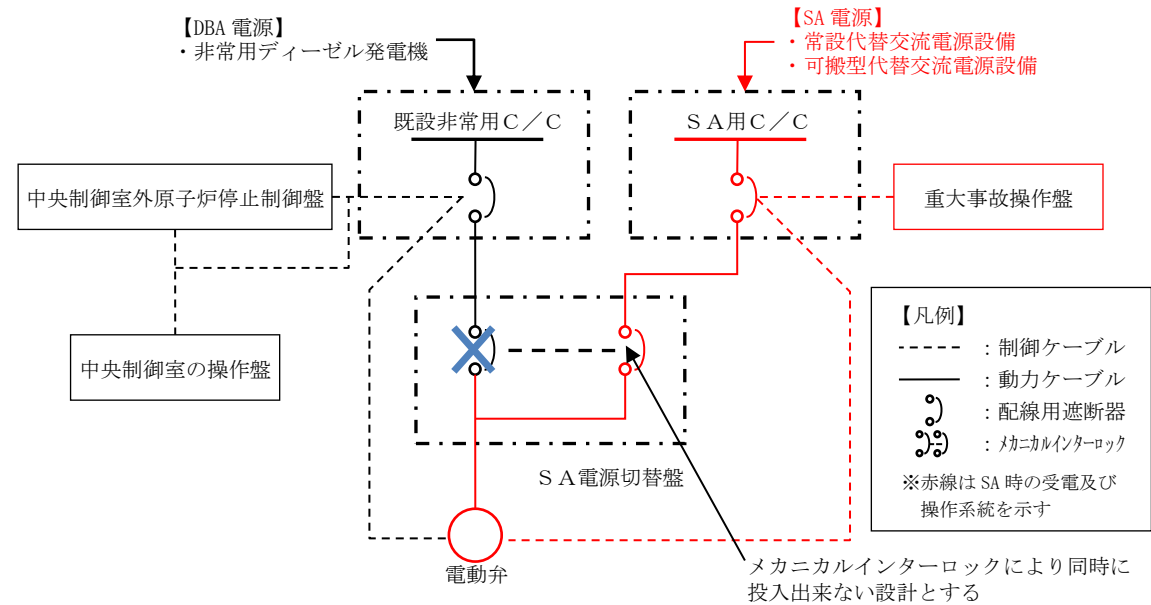 【DBA 電源】
・非常用ディーゼル発電機
【SA 電源】
・常設代替交流電源設備
・可搬型代替交流電源設備
既設非常用C／C
SA用C／C
中央制御室外原子炉停止制御盤
重大事故操作盤
中央制御室の操作盤
【凡例】
：制御ケーブル
：動力ケーブル
：配線用遮断器
：メカニカルインターロック
※赤線は SA 時の受電及び
操作系統を示す
SA電源切替盤
電動弁
メカニカルインターロックにより同時に
投入出来ない設計とする